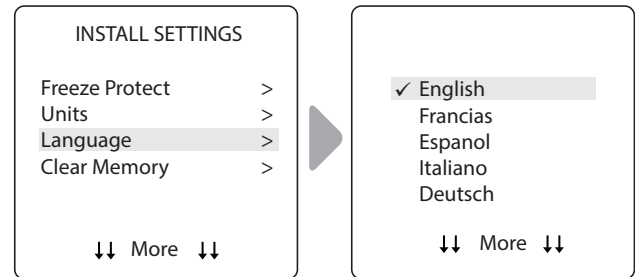 INSTALL SETTINGS
Freeze Protect >
Units >
Language >
Clear Memory >
↓↓ More ↓↓
✓ English
Francias
Espanol
Italiano
Deutsch
↓↓ More ↓↓